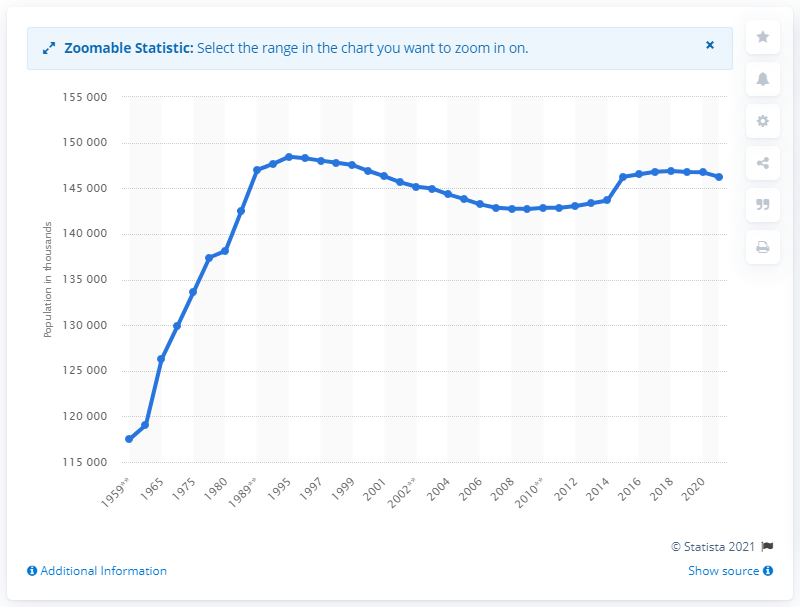 Zoomable Statistic: Select the range in the chart you want to zoom in on.
155 000
150 000
145 000
140 000
135 000
130 000
125 000
120 000
115 000
Population in thousands
1959** 1965 1975 1980 1989** 1995 1997 1999 2001 2002** 2004 2006 2008 2010** 2012 2014 2016 2018 2020
© Statista 2021
Additional Information
Show source